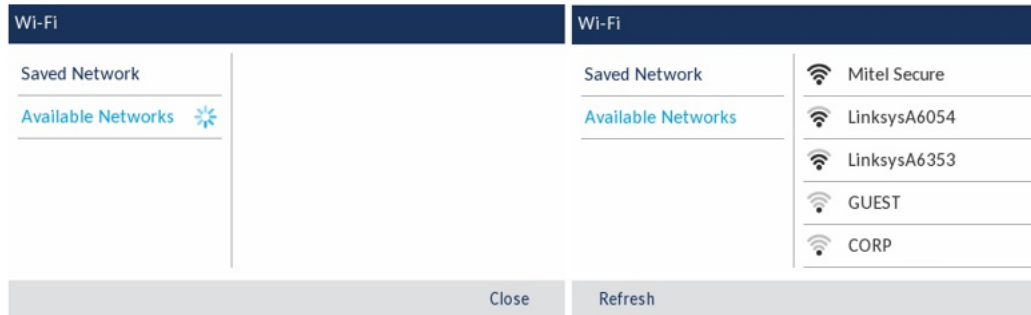 Wi-Fi
Saved Network
Available Networks
Close
Wi-Fi
Saved Network
Available Networks
Mitel Secure
LinksysA6054
LinksysA6353
GUEST
CORP
Refresh